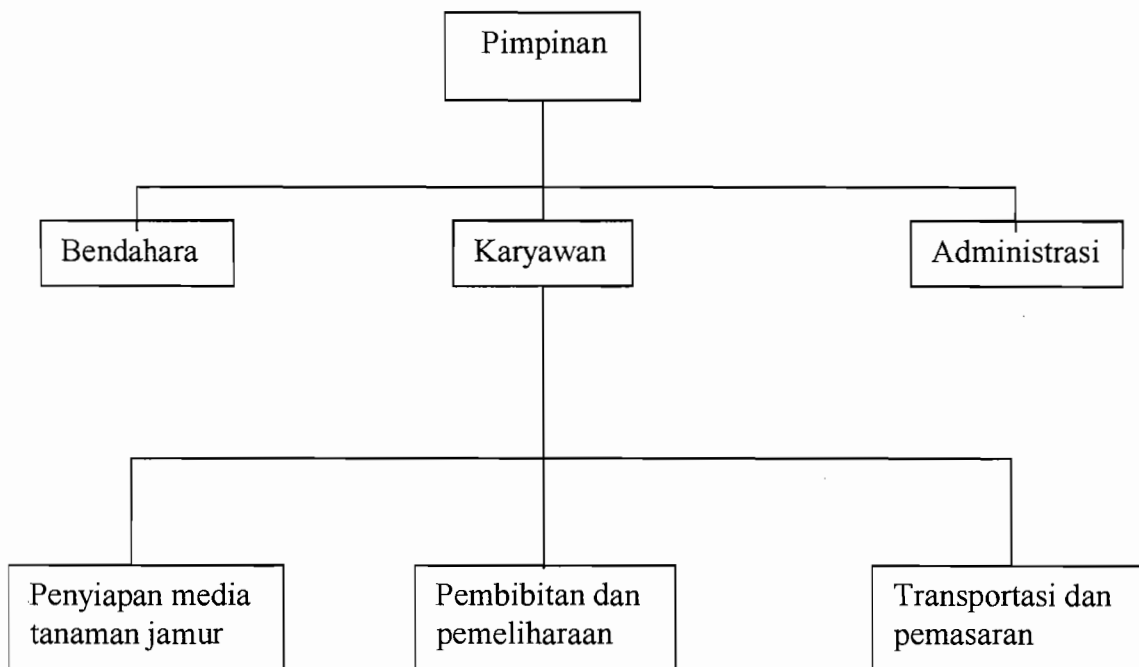 Pimpinan
Bendahara
Karyawan
Administrasi
Penyiapan media
tanaman jamur
Pembibitan dan
pemeliharaan
Transportasi dan
pemasaran